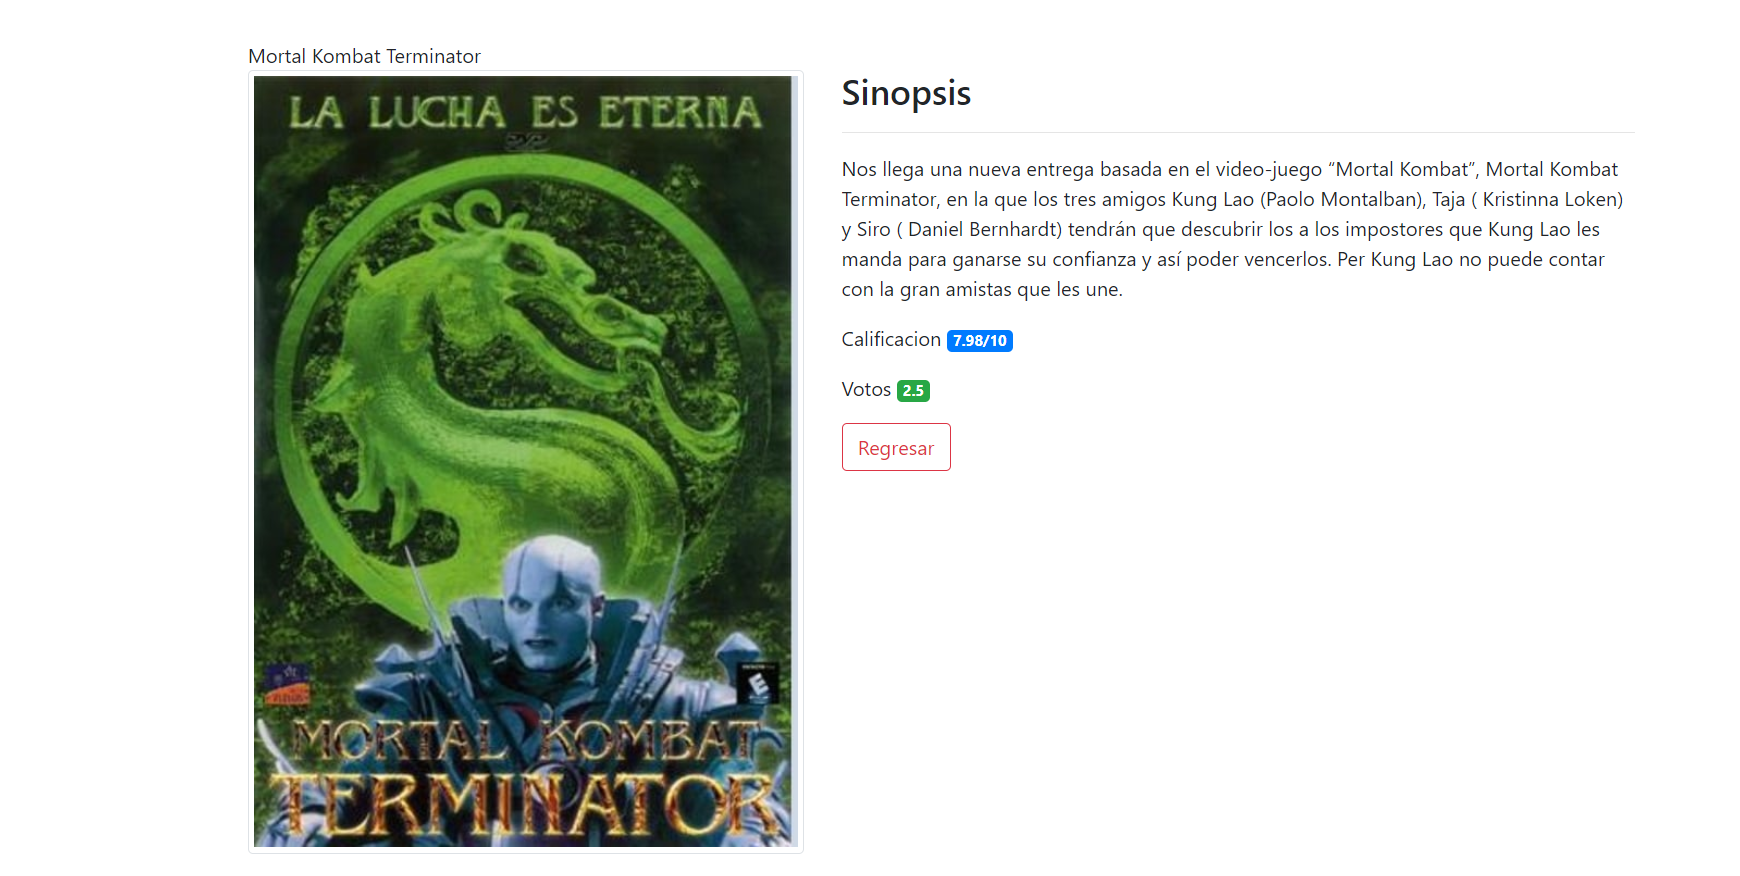 Mortal Kombat Terminator
LA LUCHA ES ETERNA
DVD
MORTAL KOMBAT
TERMINATOR
Sinopsis
Nos llega una nueva entrega basada en el video-juego “Mortal Kombat”, Mortal Kombat
Terminator, en la que los tres amigos Kung Lao (Paolo Montalban), Taja ( Kristinna Loken)
y Siro ( Daniel Bernhardt) tendrán que descubrir los a los impostores que Kung Lao les
manda para ganarse su confianza y así poder vencerlos. Per Kung Lao no puede contar
con la gran amistas que les une.
Calificacion 7.98/10
Votos 2.5
Regresar